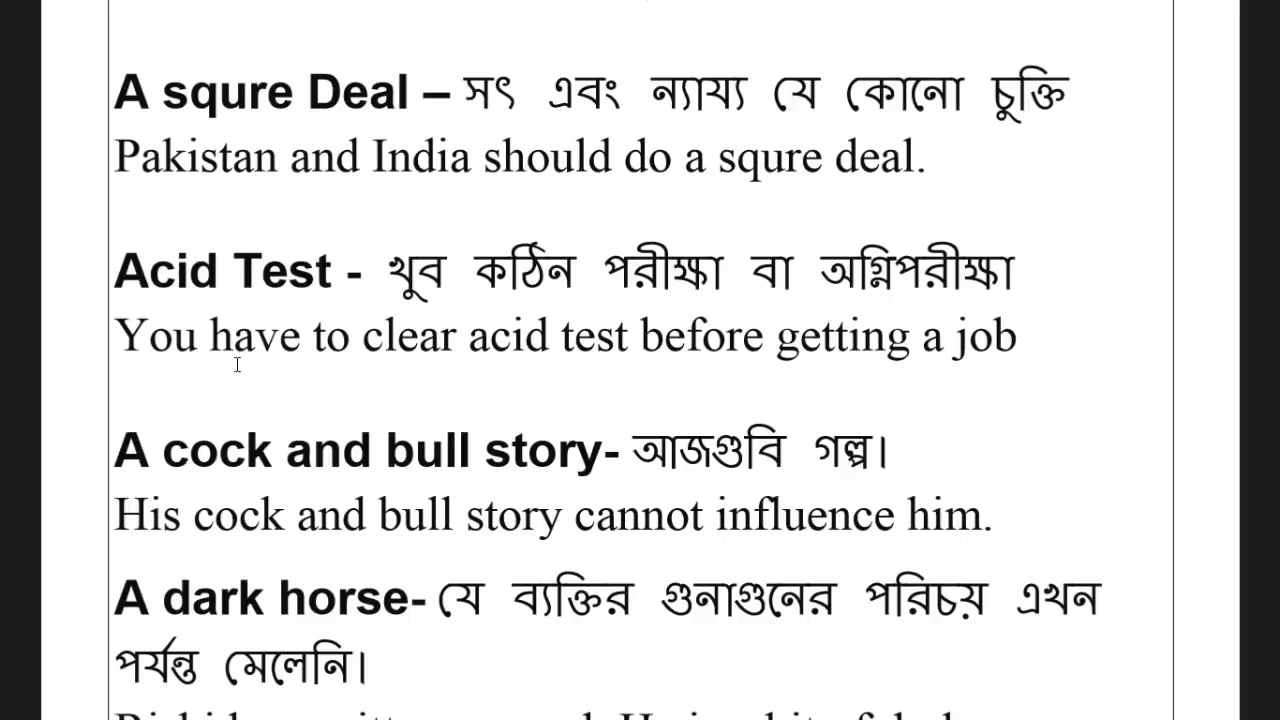 A squre Deal – সৎ এবং ন্যায্য যে কোনো চুক্তি
Pakistan and India should do a squre deal.
Acid Test - খুব কঠিন পরীক্ষা বা অগ্নিপরীক্ষা
You have to clear acid test before getting a job
A cock and bull story- আজগুবি গল্প।
His cock and bull story cannot influence him.
A dark horse- যে ব্যক্তির গুনাগুনের পরিচয় এখন
পর্যন্ত মেলেনি।